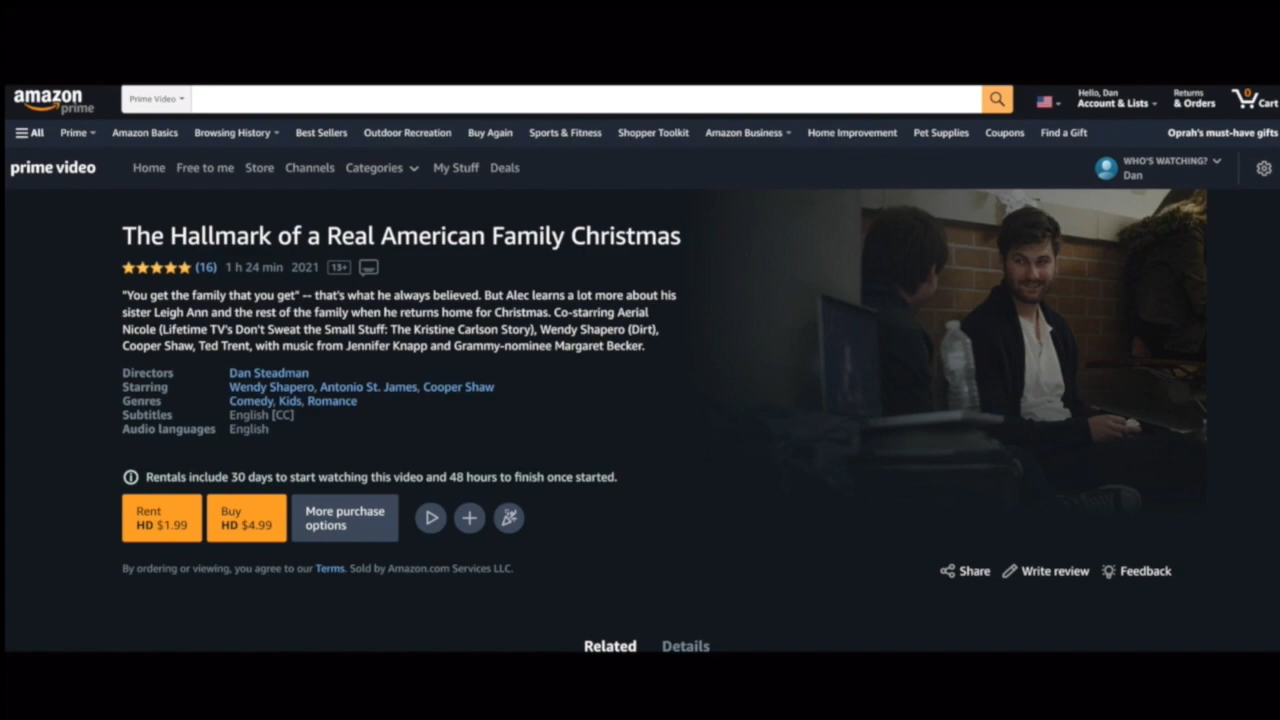 amazon prime
Prime Video
Hello, Dan
Account & Lists
Returns
& Orders
0
Cart
All Prime Amazon Basics Browsing History Best Sellers Outdoor Recreation Buy Again Sports & Fitness Shopper Toolkit Amazon Business Home Improvement Pet Supplies Coupons Find a Gift Oprah's must-have gifts
prime video Home Free to me Store Channels Categories My Stuff Deals
WHO'S WATCHING?
Dan
The Hallmark of a Real American Family Christmas
(16) 1 h 24 min 2021 13+
"You get the family that you get" -- that's what he always believed. But Alec learns a lot more about his
sister Leigh Ann and the rest of the family when he returns home for Christmas. Co-starring Aerial
Nicole (Lifetime TV's Don't Sweat the Small Stuff: The Kristine Carlson Story), Wendy Shapero (Dirt),
Cooper Shaw, Ted Trent, with music from Jennifer Knapp and Grammy-nominee Margaret Becker.
Directors Dan Steadman
Starring Wendy Shapero, Antonio St. James, Cooper Shaw
Genres Comedy, Kids, Romance
Subtitles English [CC]
Audio languages English
Rentals include 30 days to start watching this video and 48 hours to finish once started.
Rent
HD $1.99
Buy
HD $4.99
More purchase
options
By ordering or viewing, you agree to our Terms. Sold by Amazon.com Services LLC.
Share Write review Feedback
Related Details